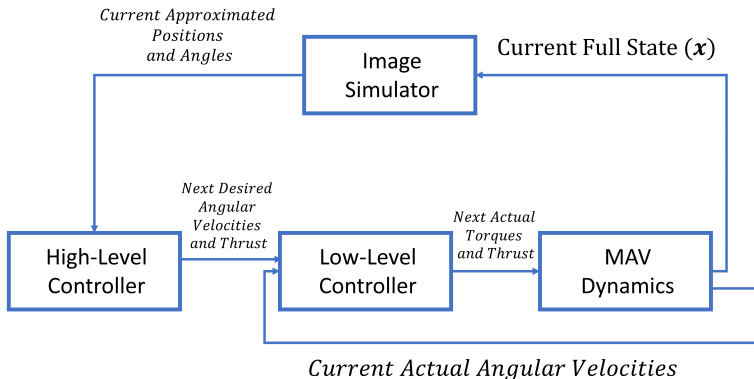 Current Approximated
Positions
and Angles
Image
Simulator
Current Full State (x)
High-Level
Controller
Next Desired
Angular
Velocities
and Thrust
Low-Level
Controller
Next Actual
Torques
and Thrust
MAV
Dynamics
Current Actual Angular Velocities